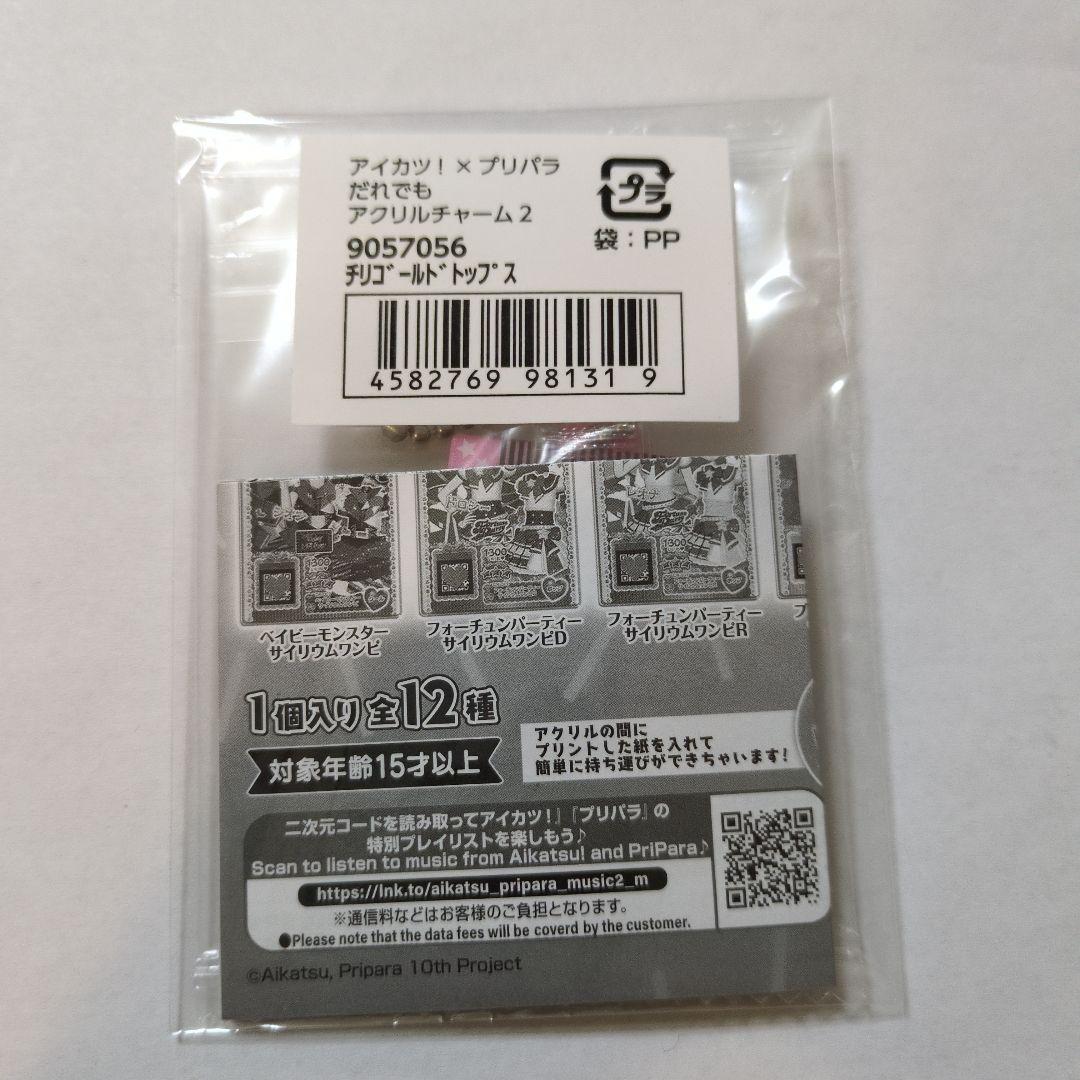 アイカツ！×プリパラ
だれでも
アクリルチャーム2
9057056
ﾁﾘｺﾞｰﾙﾄﾞﾄｯﾌﾟｽ
プラ
袋：PP
4582769 98131 9
ドロシー
レオナ
1300
1300
1300
ベイビーモンスター
サイリウムワンピ
フォーチュンパーティー
サイリウムワンピD
フォーチュンパーティー
サイリウムワンピR
1個入り 全12種
対象年齢15才以上
アクリルの間に
プリントした紙を入れて
簡単に持ち運びができちゃいます！
二次元コードを読み取ってアイカツ！』『プリパラ』の
特別プレイリストを楽しもう♪
Scan to listen to music from Aikatsu! and PriPara♪
https://lnk.to/aikatsu_pripara_music2_m
※通信料などはお客様のご負担となります。
●Please note that the data fees will be coverd by the customer.
©Aikatsu, Pripara 10th Project